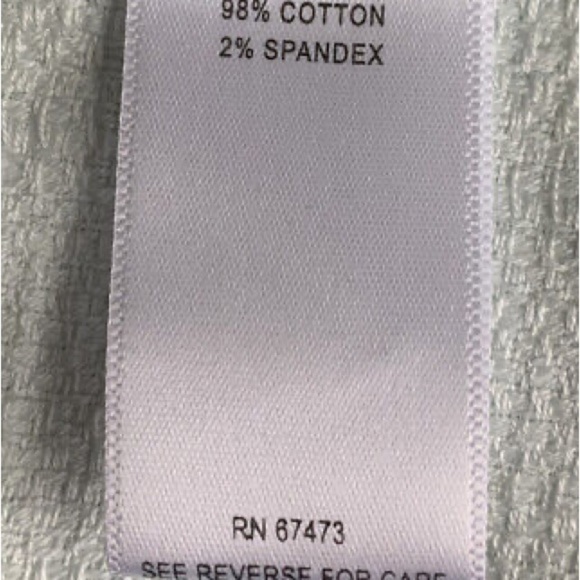 98% COTTON
2% SPANDEX
RN 67473
SEE REVERSE FOR CARE